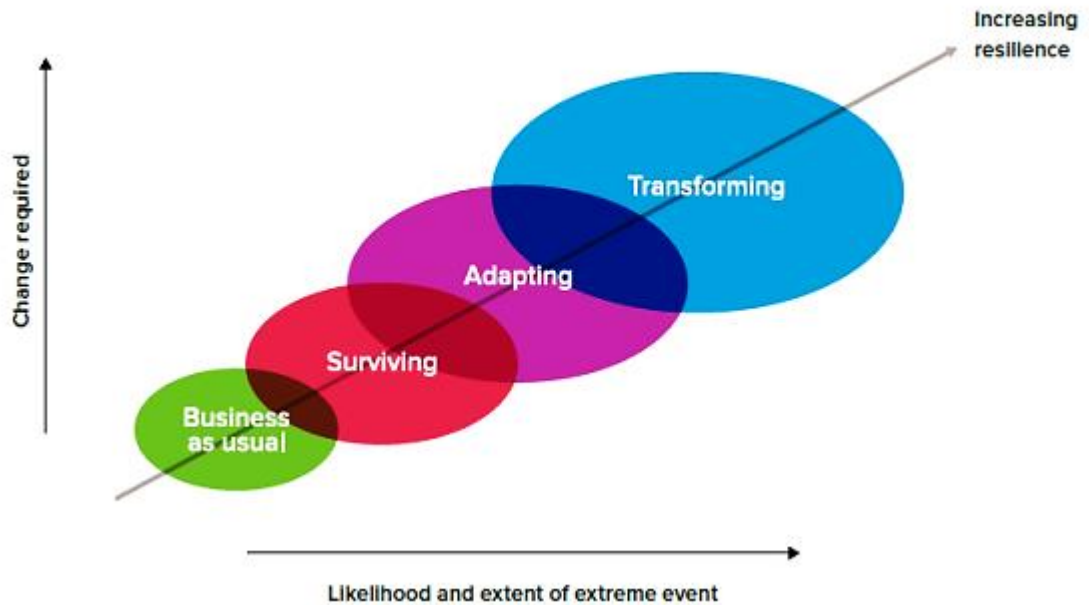 Increasing
resilience
Change required
Transforming
Adapting
Surviving
Business
as usual
Likelihood and extent of extreme event